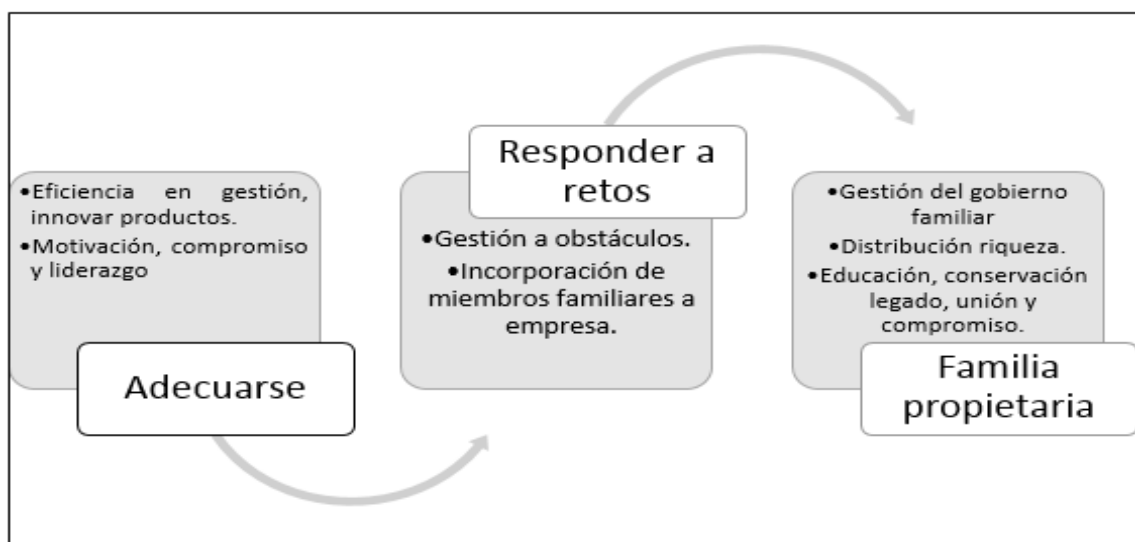 •Eficiencia en gestión,
innovar productos.
•Motivación, compromiso
y liderazgo
Adecuarse
Responder a
retos
•Gestión a obstáculos.
•Incorporación de
miembros familiares a
empresa.
•Gestión del gobierno
familiar
•Distribución riqueza.
•Educación, conservación
legado, unión y
compromiso.
Familia
propietaria